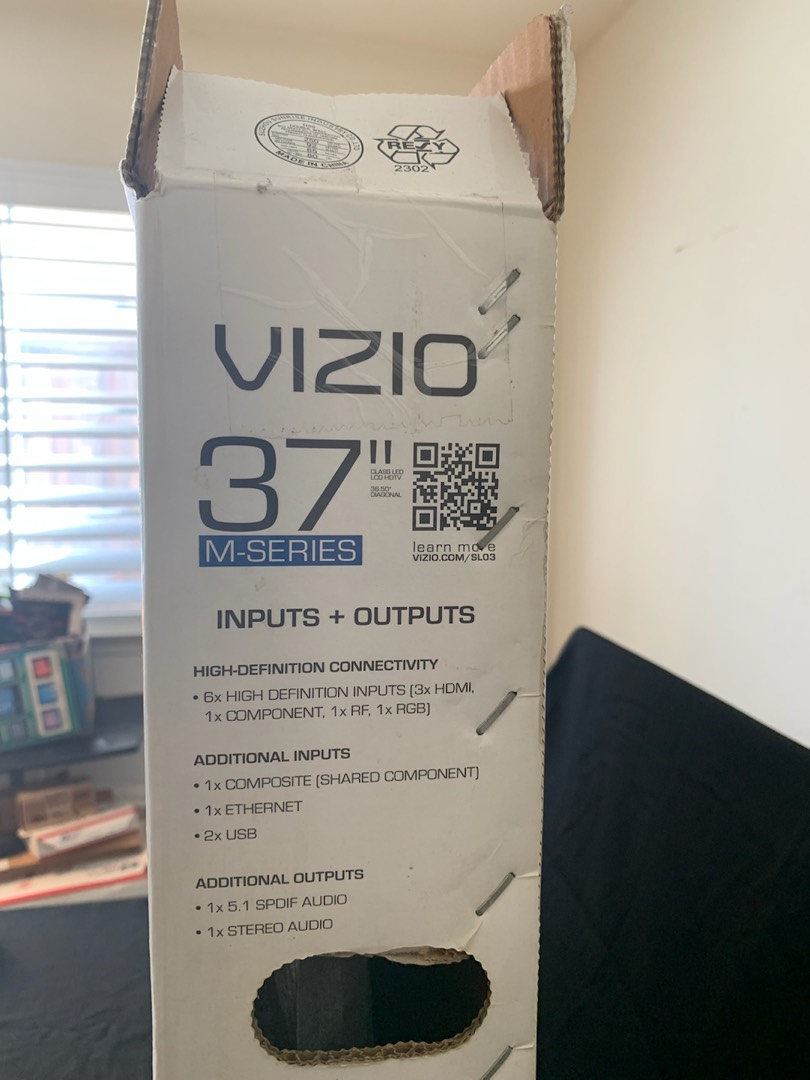 MADE IN CHINA
RESY
2302
VIZIO
37"
CLASS LED
LCD HDTV
36.50"
DIAGONAL
M-SERIES
learn more
VIZIO.COM/SL03
INPUTS + OUTPUTS
HIGH-DEFINITION CONNECTIVITY
• 6x HIGH DEFINITION INPUTS (3x HDMI,
1x COMPONENT, 1x RF, 1x RGB)
ADDITIONAL INPUTS
• 1x COMPOSITE (SHARED COMPONENT)
• 1x ETHERNET
• 2x USB
ADDITIONAL OUTPUTS
• 1x 5.1 SPDIF AUDIO
• 1x STEREO AUDIO